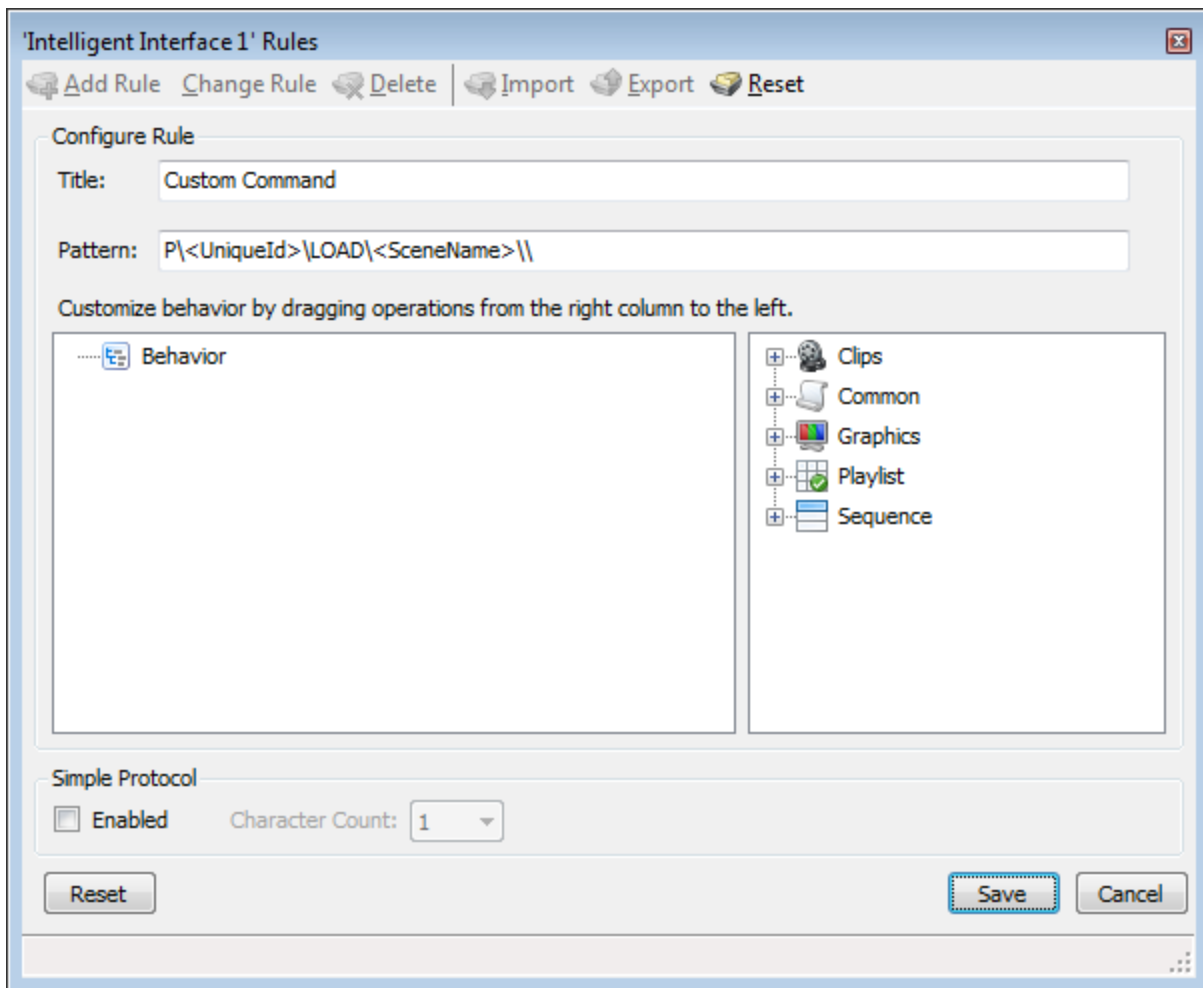 'Intelligent Interface 1' Rules
Add Rule Change Rule Delete Import Export Reset
Configure Rule
Title: Custom Command
Pattern: P\<UniqueId>\LOAD\<SceneName>\\
Customize behavior by dragging operations from the right column to the left.
Behavior
Clips
Common
Graphics
Playlist
Sequence
Simple Protocol
Enabled Character Count: 1
Reset Save Cancel